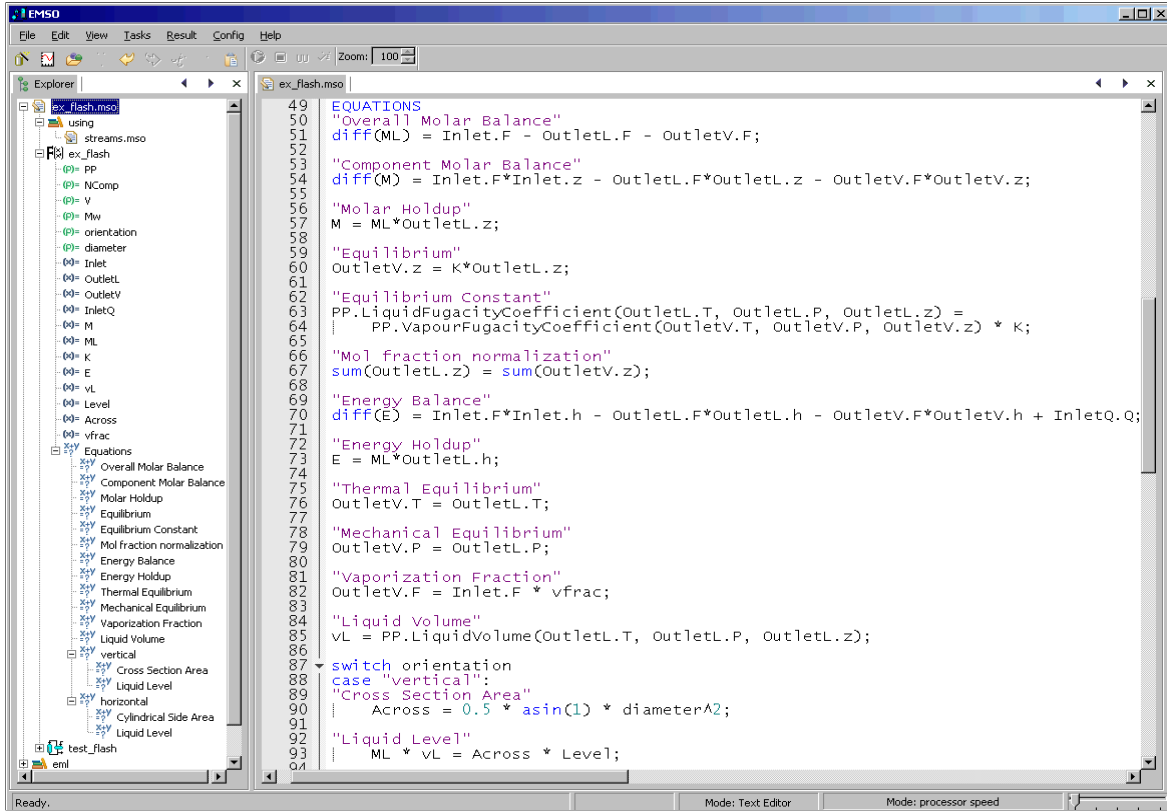 EMSO
File Edit View Tasks Result Config Help
Zoom: 100
Explorer
ex_flash.mso
using
streams.mso
F(x) ex_flash
(P)= PP
(P)= NComp
(P)= V
(P)= Mw
(P)= orientation
(P)= diameter
(x)= Inlet
(x)= OutletL
(x)= OutletV
(x)= InletQ
(x)= M
(x)= ML
(x)= K
(x)= E
(x)= vL
(x)= Level
(x)= Across
(x)= vfrac
x+y=? Equations
x+y=? Overall Molar Balance
x+y=? Component Molar Balance
x+y=? Molar Holdup
x+y=? Equilibrium
x+y=? Equilibrium Constant
x+y=? Mol fraction normalization
x+y=? Energy Balance
x+y=? Energy Holdup
x+y=? Thermal Equilibrium
x+y=? Mechanical Equilibrium
x+y=? Vaporization Fraction
x+y=? Liquid Volume
x+y=? vertical
x+y=? Cross Section Area
x+y=? Liquid Level
x+y=? horizontal
x+y=? Cylindrical Side Area
x+y=? Liquid Level
test_flash
eml
ex_flash.mso
49 EQUATIONS
50 "Overall Molar Balance"
51 diff(ML) = Inlet.F - OutletL.F - OutletV.F;
52
53 "Component Molar Balance"
54 diff(M) = Inlet.F*Inlet.z - OutletL.F*OutletL.z - OutletV.F*OutletV.z;
55
56 "Molar Holdup"
57 M = ML*OutletL.z;
58
59 "Equilibrium"
60 OutletV.z = K*OutletL.z;
61
62 "Equilibrium Constant"
63 PP.LiquidFugacityCoefficient(OutletL.T, OutletL.P, OutletL.z) =
64 | PP.VapourFugacityCoefficient(OutletV.T, OutletV.P, OutletV.z) * K;
65
66 "Mol fraction normalization"
67 sum(OutletL.z) = sum(OutletV.z);
68
69 "Energy Balance"
70 diff(E) = Inlet.F*Inlet.h - OutletL.F*OutletL.h - OutletV.F*OutletV.h + InletQ.Q;
71
72 "Energy Holdup"
73 E = ML*OutletL.h;
74
75 "Thermal Equilibrium"
76 OutletV.T = OutletL.T;
77
78 "Mechanical Equilibrium"
79 OutletV.P = OutletL.P;
80
81 "Vaporization Fraction"
82 OutletV.F = Inlet.F * vfrac;
83
84 "Liquid Volume"
85 vL = PP.LiquidVolume(OutletL.T, OutletL.P, OutletL.z);
86
87 switch orientation
88 case "vertical":
89 "Cross Section Area"
90 | Across = 0.5 * asin(1) * diameter^2;
91
92 "Liquid Level"
93 | ML * vL = Across * Level;
94
Ready.
Mode: Text Editor
Mode: processor speed